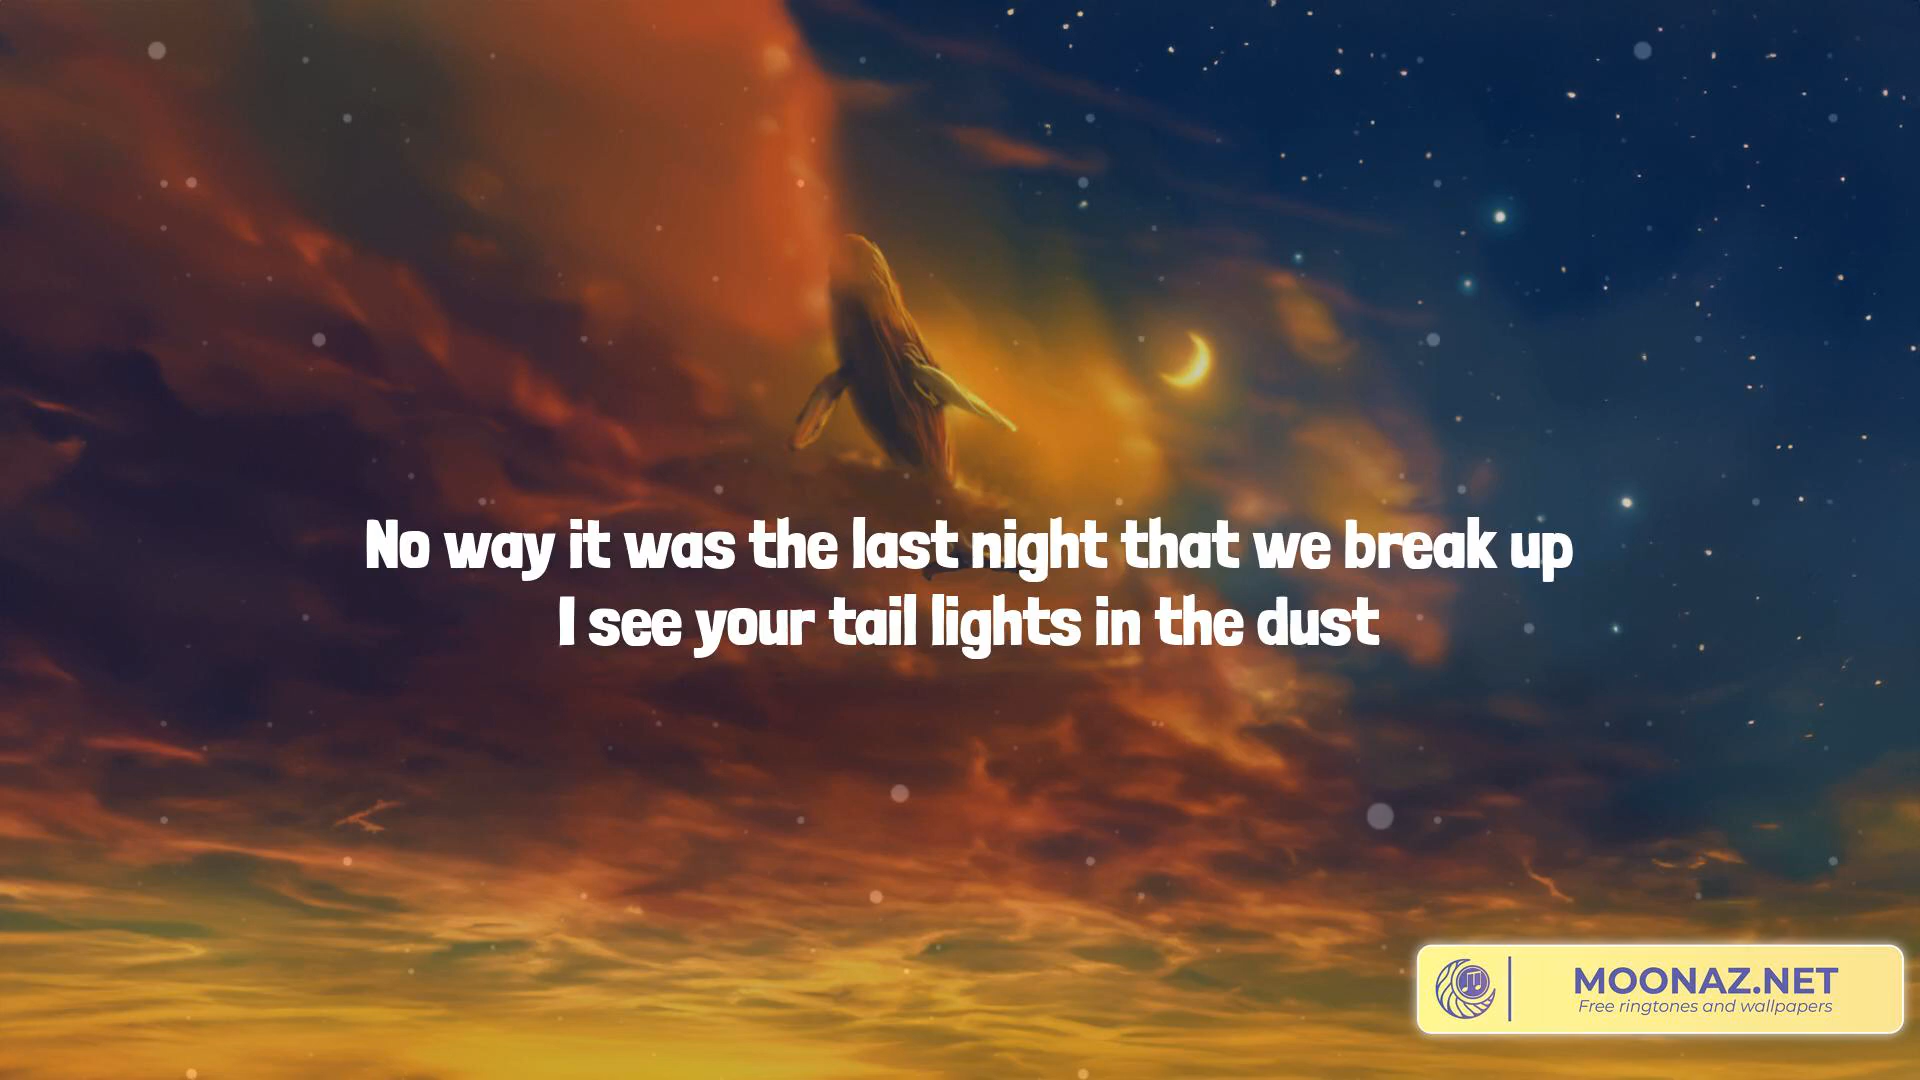 No way it was the last night that we break up
I see your tail lights in the dust
MOONAZ.NET
Free ringtones and wallpapers